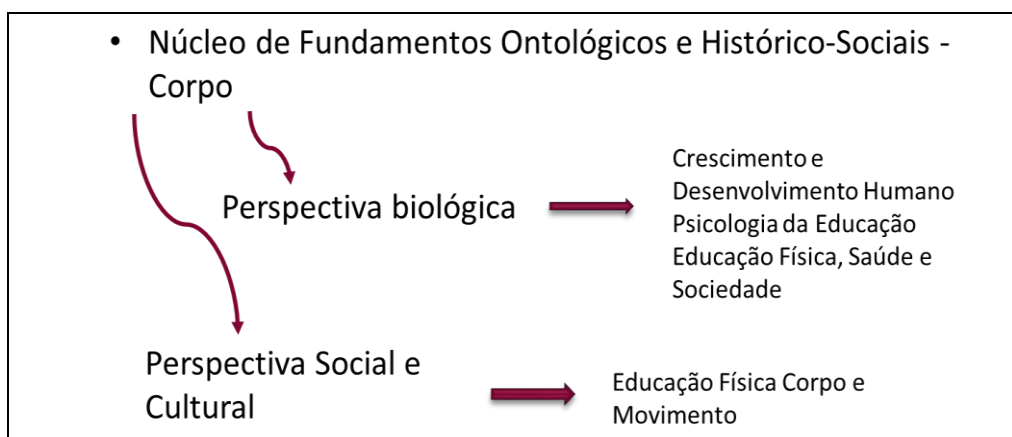 • Núcleo de Fundamentos Ontológicos e Histórico-Sociais -
Corpo
Perspectiva biológica
Crescimento e
Desenvolvimento Humano
Psicologia da Educação
Educação Física, Saúde e
Sociedade
Perspectiva Social e
Cultural
Educação Física Corpo e
Movimento